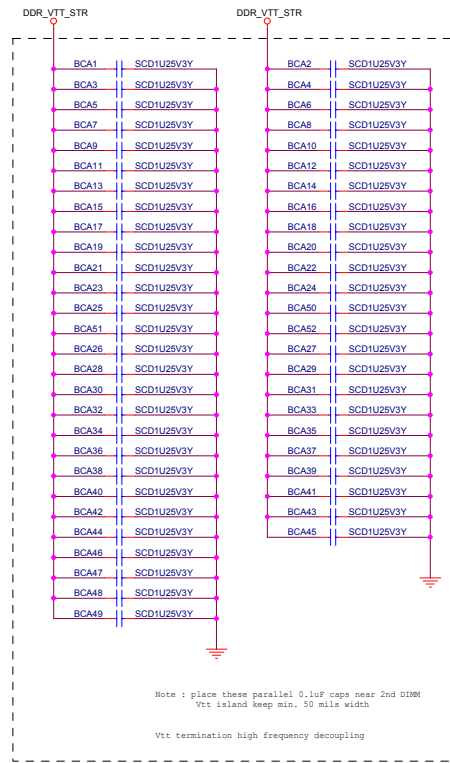 DDR_VTT_STR DDR_VTT_STR
BCA1 SCD1U25V3Y BCA2 SCD1U25V3Y
BCA3 SCD1U25V3Y BCA4 SCD1U25V3Y
BCA5 SCD1U25V3Y BCA6 SCD1U25V3Y
BCA7 SCD1U25V3Y BCA8 SCD1U25V3Y
BCA9 SCD1U25V3Y BCA10 SCD1U25V3Y
BCA11 SCD1U25V3Y BCA12 SCD1U25V3Y
BCA13 SCD1U25V3Y BCA14 SCD1U25V3Y
BCA15 SCD1U25V3Y BCA16 SCD1U25V3Y
BCA17 SCD1U25V3Y BCA18 SCD1U25V3Y
BCA19 SCD1U25V3Y BCA20 SCD1U25V3Y
BCA21 SCD1U25V3Y BCA22 SCD1U25V3Y
BCA23 SCD1U25V3Y BCA24 SCD1U25V3Y
BCA25 SCD1U25V3Y BCA50 SCD1U25V3Y
BCA51 SCD1U25V3Y BCA52 SCD1U25V3Y
BCA26 SCD1U25V3Y BCA27 SCD1U25V3Y
BCA28 SCD1U25V3Y BCA29 SCD1U25V3Y
BCA30 SCD1U25V3Y BCA31 SCD1U25V3Y
BCA32 SCD1U25V3Y BCA33 SCD1U25V3Y
BCA34 SCD1U25V3Y BCA35 SCD1U25V3Y
BCA36 SCD1U25V3Y BCA37 SCD1U25V3Y
BCA38 SCD1U25V3Y BCA39 SCD1U25V3Y
BCA40 SCD1U25V3Y BCA41 SCD1U25V3Y
BCA42 SCD1U25V3Y BCA43 SCD1U25V3Y
BCA44 SCD1U25V3Y BCA45 SCD1U25V3Y
BCA46 SCD1U25V3Y
BCA47 SCD1U25V3Y
BCA48 SCD1U25V3Y
BCA49 SCD1U25V3Y
Note : place these parallel 0.1uF caps near 2nd DIMM
Vtt island keep min. 50 mils width
Vtt termination high frequency decoupling